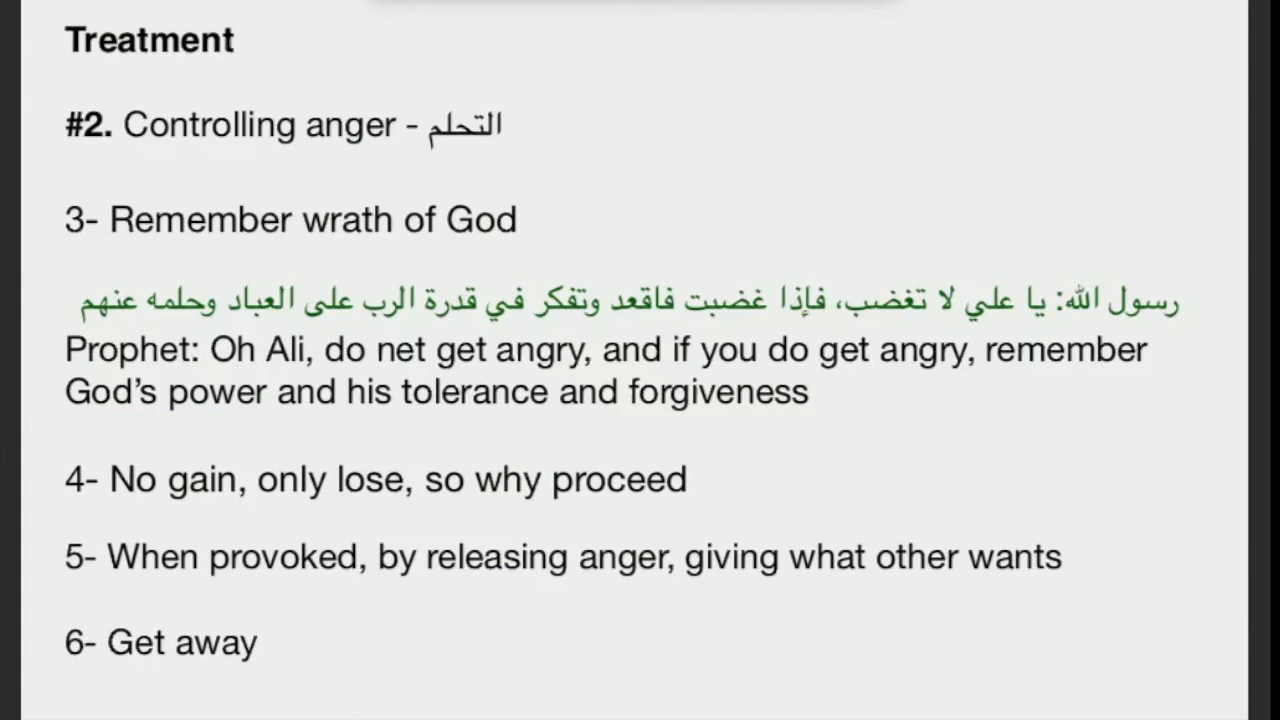 Treatment
#2. Controlling anger - التحلم
3- Remember wrath of God
رسول الله: يا علي لا تغضب، فإذا غضبت فاقعد وتفكر في قدرة الرب على العباد وحلمه عنهم
Prophet: Oh Ali, do net get angry, and if you do get angry, remember
God’s power and his tolerance and forgiveness
4- No gain, only lose, so why proceed
5- When provoked, by releasing anger, giving what other wants
6- Get away